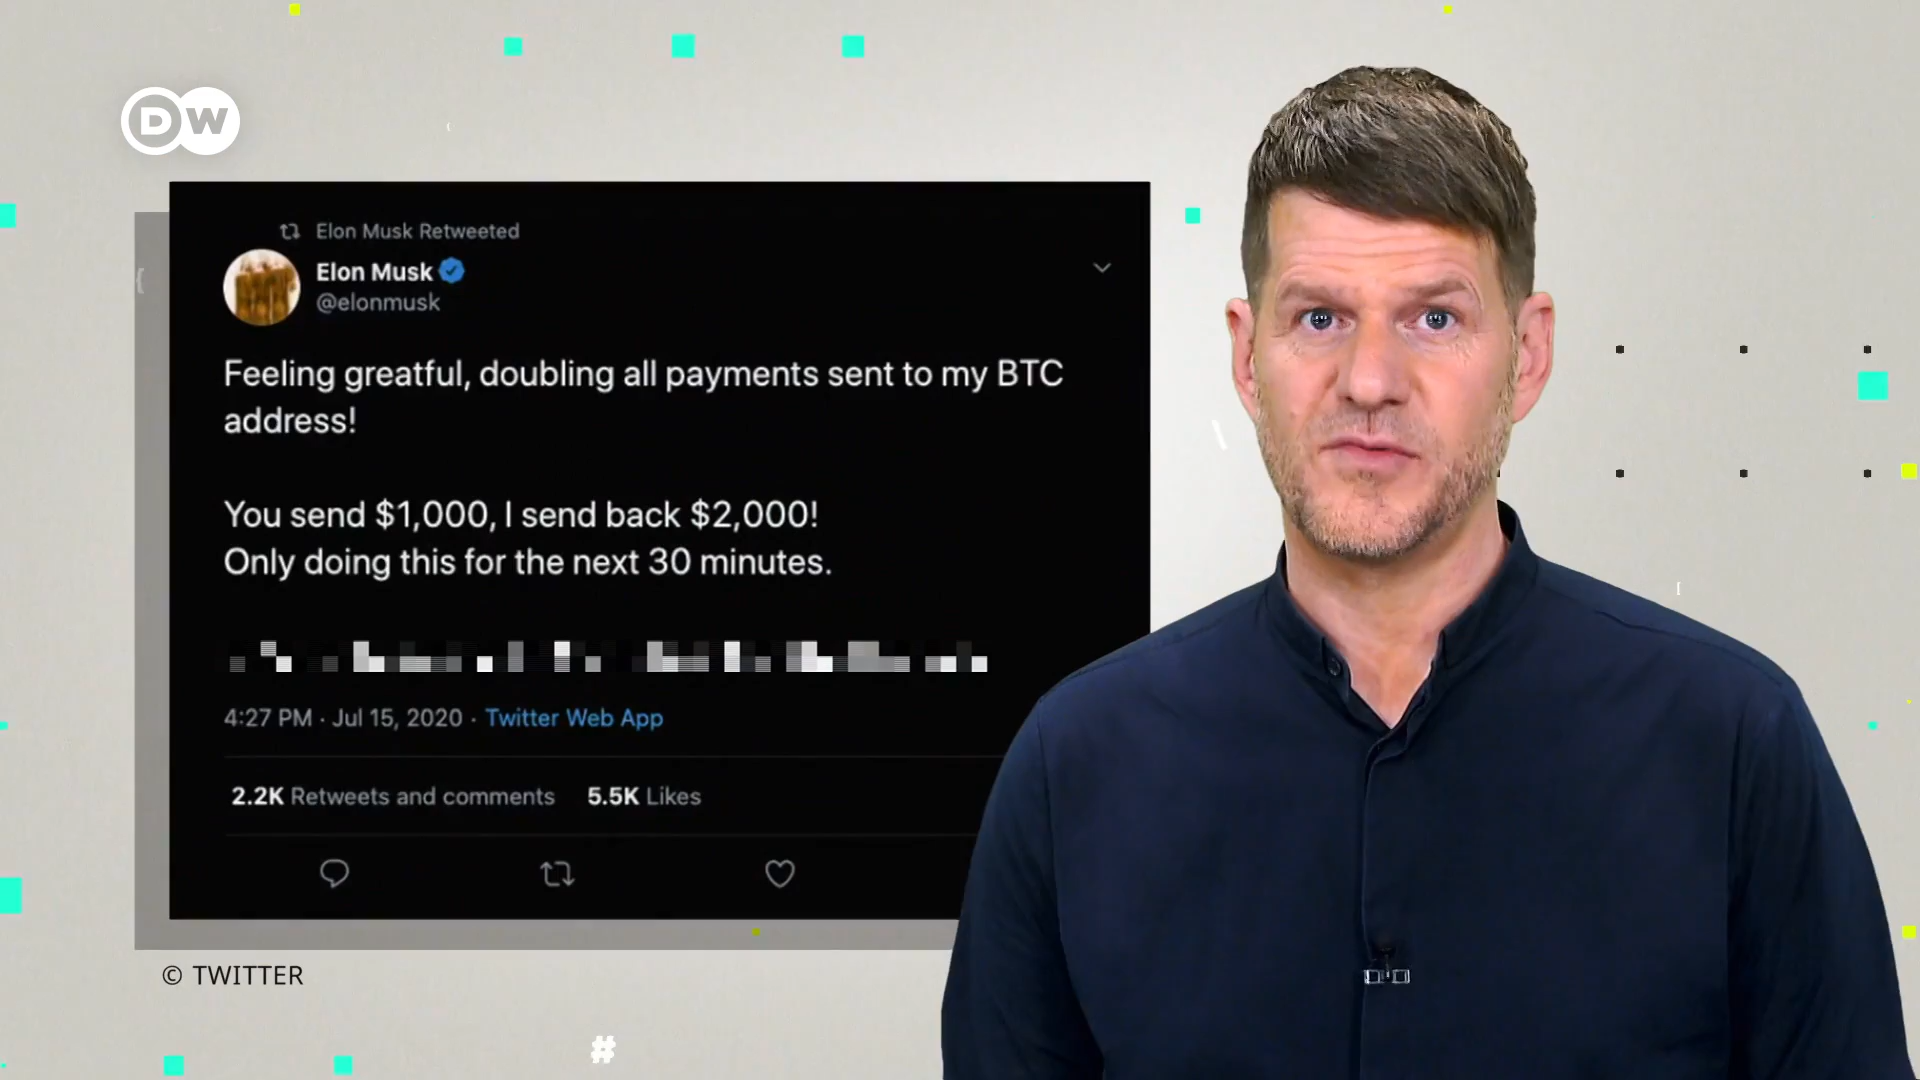 DW
Elon Musk Retweeted
Elon Musk
@elonmusk
Feeling greatful, doubling all payments sent to my BTC
address!
You send $1,000, I send back $2,000!
Only doing this for the next 30 minutes.
4:27 PM · Jul 15, 2020 · Twitter Web App
2.2K Retweets and comments 5.5K Likes
© TWITTER
#